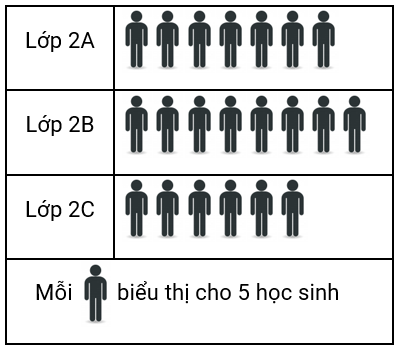 Lớp 2A
Lớp 2B
Lớp 2C
Mỗi biểu thị cho 5 học sinh